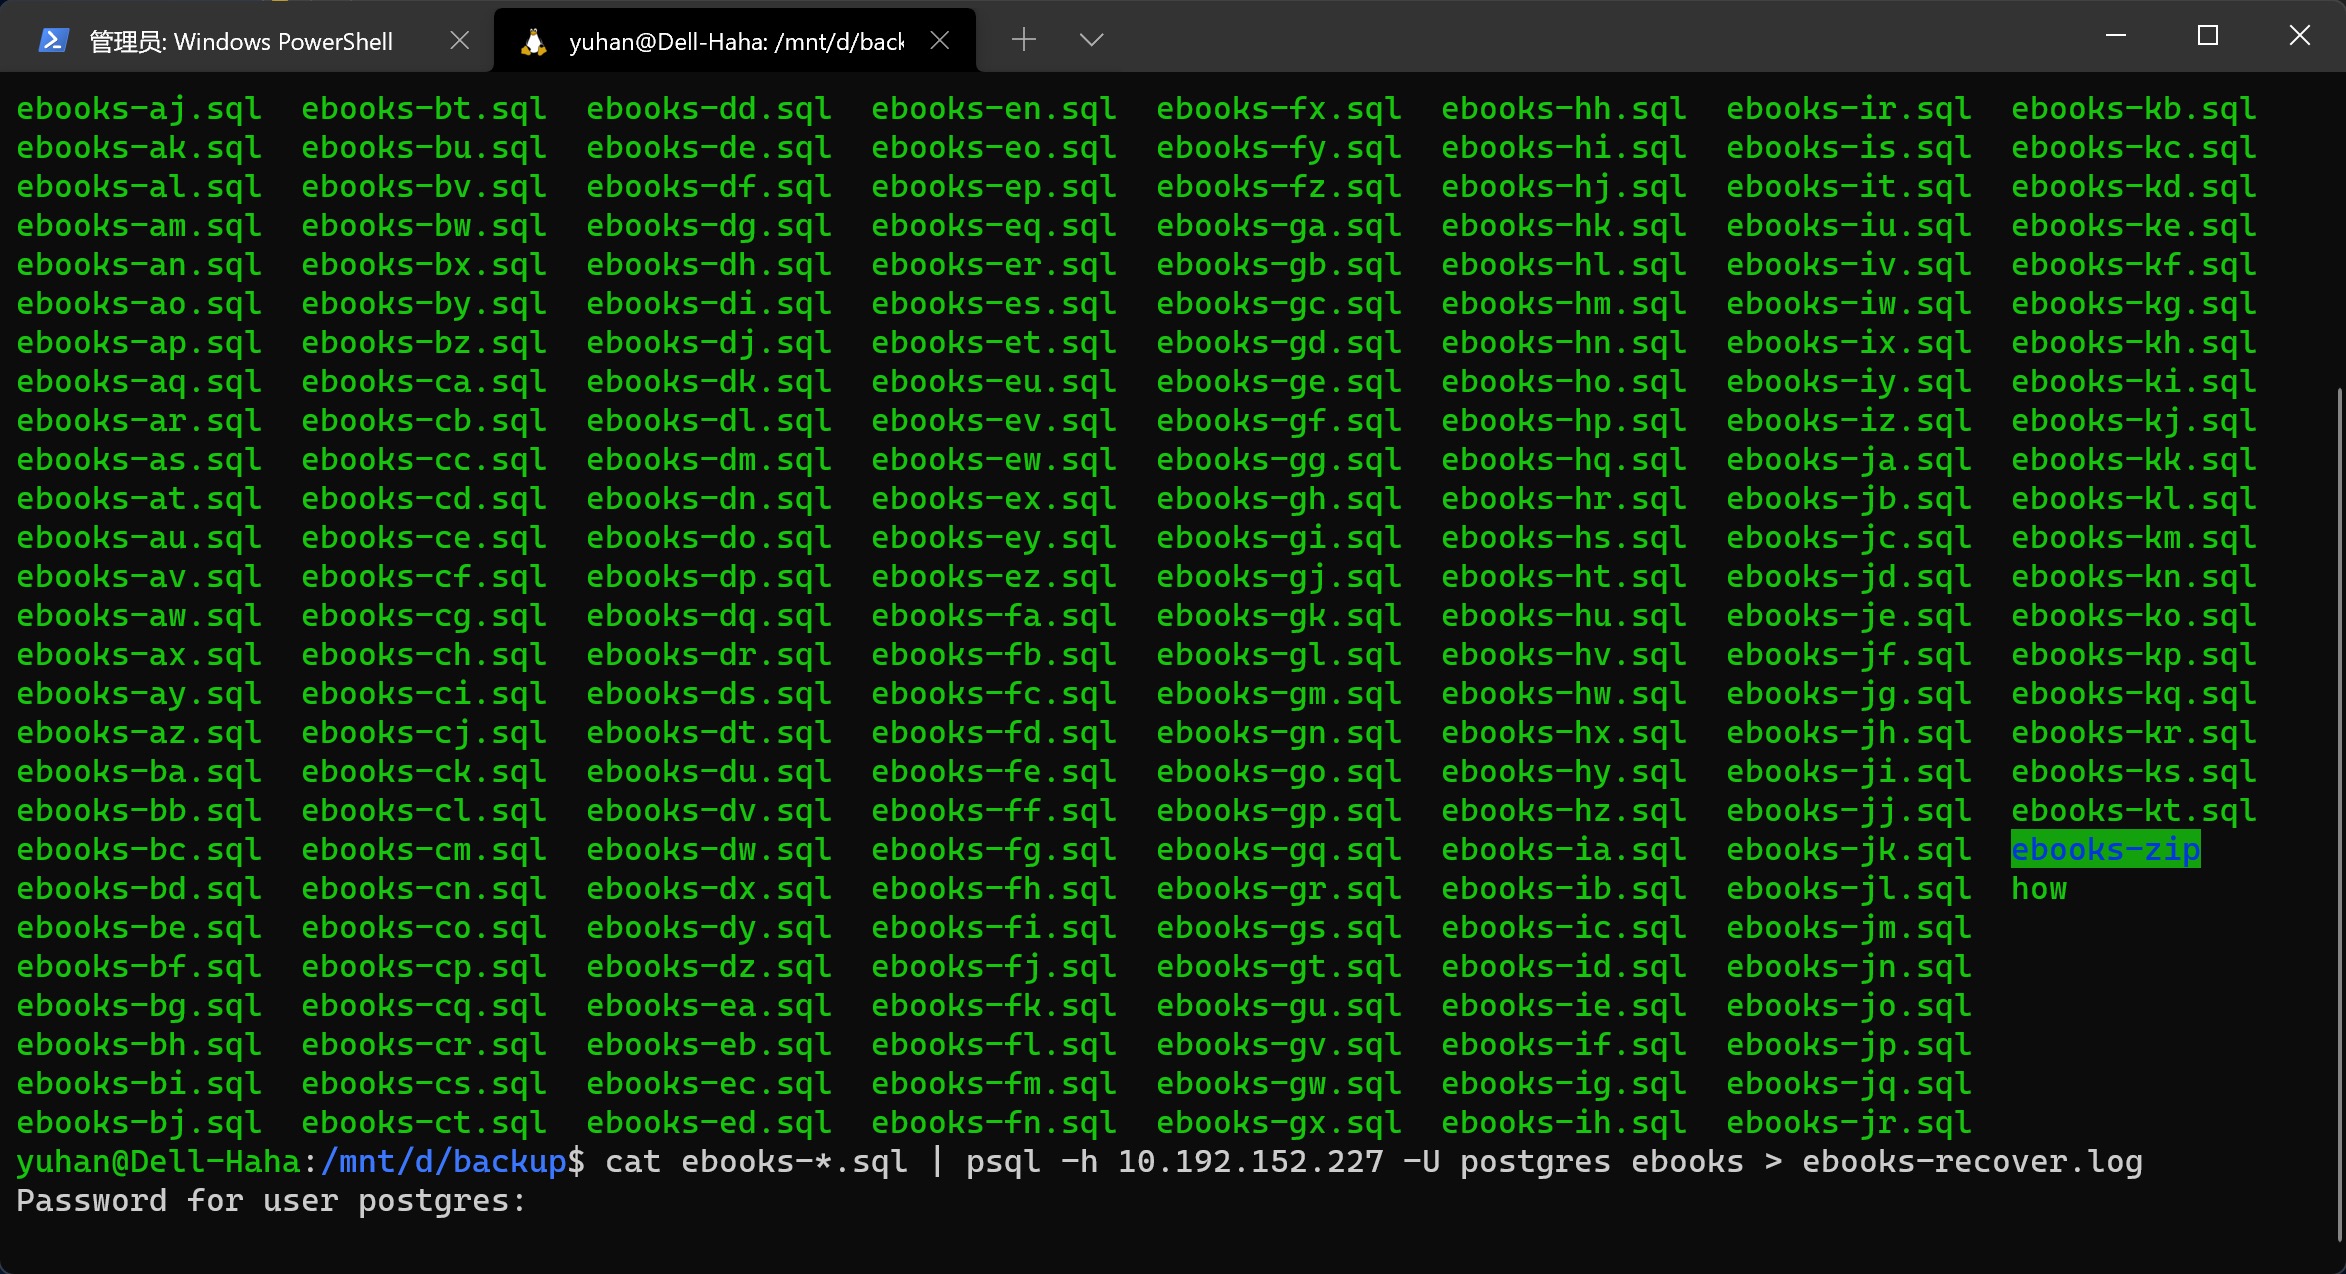 管理员: Windows PowerShell yuhan@Dell-Haha: /mnt/d/back
ebooks-aj.sql ebooks-bt.sql ebooks-dd.sql ebooks-en.sql ebooks-fx.sql ebooks-hh.sql ebooks-ir.sql ebooks-kb.sql
ebooks-ak.sql ebooks-bu.sql ebooks-de.sql ebooks-eo.sql ebooks-fy.sql ebooks-hi.sql ebooks-is.sql ebooks-kc.sql
ebooks-al.sql ebooks-bv.sql ebooks-df.sql ebooks-ep.sql ebooks-fz.sql ebooks-hj.sql ebooks-it.sql ebooks-kd.sql
ebooks-am.sql ebooks-bw.sql ebooks-dg.sql ebooks-eq.sql ebooks-ga.sql ebooks-hk.sql ebooks-iu.sql ebooks-ke.sql
ebooks-an.sql ebooks-bx.sql ebooks-dh.sql ebooks-er.sql ebooks-gb.sql ebooks-hl.sql ebooks-iv.sql ebooks-kf.sql
ebooks-ao.sql ebooks-by.sql ebooks-di.sql ebooks-es.sql ebooks-gc.sql ebooks-hm.sql ebooks-iw.sql ebooks-kg.sql
ebooks-ap.sql ebooks-bz.sql ebooks-dj.sql ebooks-et.sql ebooks-gd.sql ebooks-hn.sql ebooks-ix.sql ebooks-kh.sql
ebooks-aq.sql ebooks-ca.sql ebooks-dk.sql ebooks-eu.sql ebooks-ge.sql ebooks-ho.sql ebooks-iy.sql ebooks-ki.sql
ebooks-ar.sql ebooks-cb.sql ebooks-dl.sql ebooks-ev.sql ebooks-gf.sql ebooks-hp.sql ebooks-iz.sql ebooks-kj.sql
ebooks-as.sql ebooks-cc.sql ebooks-dm.sql ebooks-ew.sql ebooks-gg.sql ebooks-hq.sql ebooks-ja.sql ebooks-kk.sql
ebooks-at.sql ebooks-cd.sql ebooks-dn.sql ebooks-ex.sql ebooks-gh.sql ebooks-hr.sql ebooks-jb.sql ebooks-kl.sql
ebooks-au.sql ebooks-ce.sql ebooks-do.sql ebooks-ey.sql ebooks-gi.sql ebooks-hs.sql ebooks-jc.sql ebooks-km.sql
ebooks-av.sql ebooks-cf.sql ebooks-dp.sql ebooks-ez.sql ebooks-gj.sql ebooks-ht.sql ebooks-jd.sql ebooks-kn.sql
ebooks-aw.sql ebooks-cg.sql ebooks-dq.sql ebooks-fa.sql ebooks-gk.sql ebooks-hu.sql ebooks-je.sql ebooks-ko.sql
ebooks-ax.sql ebooks-ch.sql ebooks-dr.sql ebooks-fb.sql ebooks-gl.sql ebooks-hv.sql ebooks-jf.sql ebooks-kp.sql
ebooks-ay.sql ebooks-ci.sql ebooks-ds.sql ebooks-fc.sql ebooks-gm.sql ebooks-hw.sql ebooks-jg.sql ebooks-kq.sql
ebooks-az.sql ebooks-cj.sql ebooks-dt.sql ebooks-fd.sql ebooks-gn.sql ebooks-hx.sql ebooks-jh.sql ebooks-kr.sql
ebooks-ba.sql ebooks-ck.sql ebooks-du.sql ebooks-fe.sql ebooks-go.sql ebooks-hy.sql ebooks-ji.sql ebooks-ks.sql
ebooks-bb.sql ebooks-cl.sql ebooks-dv.sql ebooks-ff.sql ebooks-gp.sql ebooks-hz.sql ebooks-jj.sql ebooks-kt.sql
ebooks-bc.sql ebooks-cm.sql ebooks-dw.sql ebooks-fg.sql ebooks-gq.sql ebooks-ia.sql ebooks-jk.sql ebooks-zip
ebooks-bd.sql ebooks-cn.sql ebooks-dx.sql ebooks-fh.sql ebooks-gr.sql ebooks-ib.sql ebooks-jl.sql how
ebooks-be.sql ebooks-co.sql ebooks-dy.sql ebooks-fi.sql ebooks-gs.sql ebooks-ic.sql ebooks-jm.sql
ebooks-bf.sql ebooks-cp.sql ebooks-dz.sql ebooks-fj.sql ebooks-gt.sql ebooks-id.sql ebooks-jn.sql
ebooks-bg.sql ebooks-cq.sql ebooks-ea.sql ebooks-fk.sql ebooks-gu.sql ebooks-ie.sql ebooks-jo.sql
ebooks-bh.sql ebooks-cr.sql ebooks-eb.sql ebooks-fl.sql ebooks-gv.sql ebooks-if.sql ebooks-jp.sql
ebooks-bi.sql ebooks-cs.sql ebooks-ec.sql ebooks-fm.sql ebooks-gw.sql ebooks-ig.sql ebooks-jq.sql
ebooks-bj.sql ebooks-ct.sql ebooks-ed.sql ebooks-fn.sql ebooks-gx.sql ebooks-ih.sql ebooks-jr.sql
yuhan@Dell-Haha:/mnt/d/backup$ cat ebooks-*.sql | psql -h 10.192.152.227 -U postgres ebooks > ebooks-recover.log
Password for user postgres: